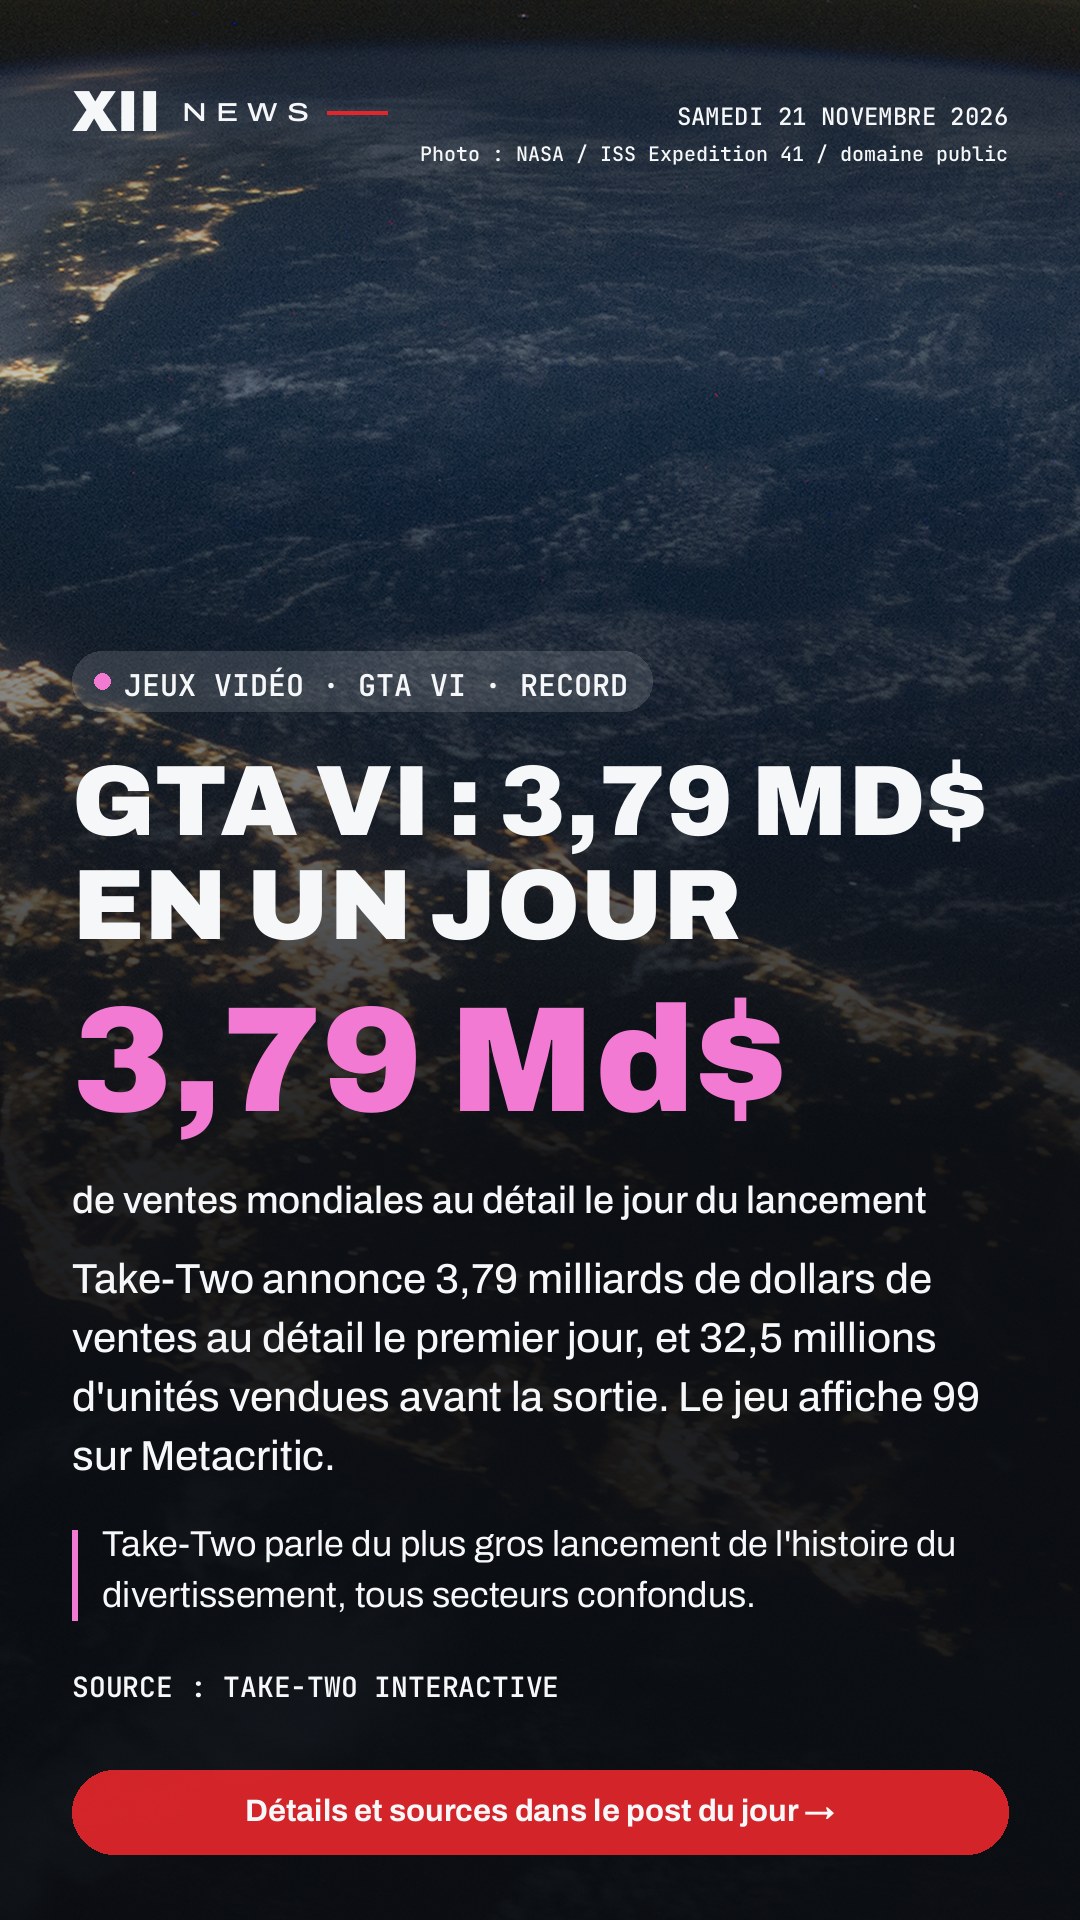 XII NEWS
SAMEDI 21 NOVEMBRE 2026
Photo : NASA / ISS Expedition 41 / domaine public
JEUX VIDÉO · GTA VI · RECORD
GTA VI : 3,79 MD$
EN UN JOUR
3,79 Md$
de ventes mondiales au détail le jour du lancement
Take-Two annonce 3,79 milliards de dollars de
ventes au détail le premier jour, et 32,5 millions
d'unités vendues avant la sortie. Le jeu affiche 99
sur Metacritic.
Take-Two parle du plus gros lancement de l'histoire du
divertissement, tous secteurs confondus.
SOURCE : TAKE-TWO INTERACTIVE
Détails et sources dans le post du jour →